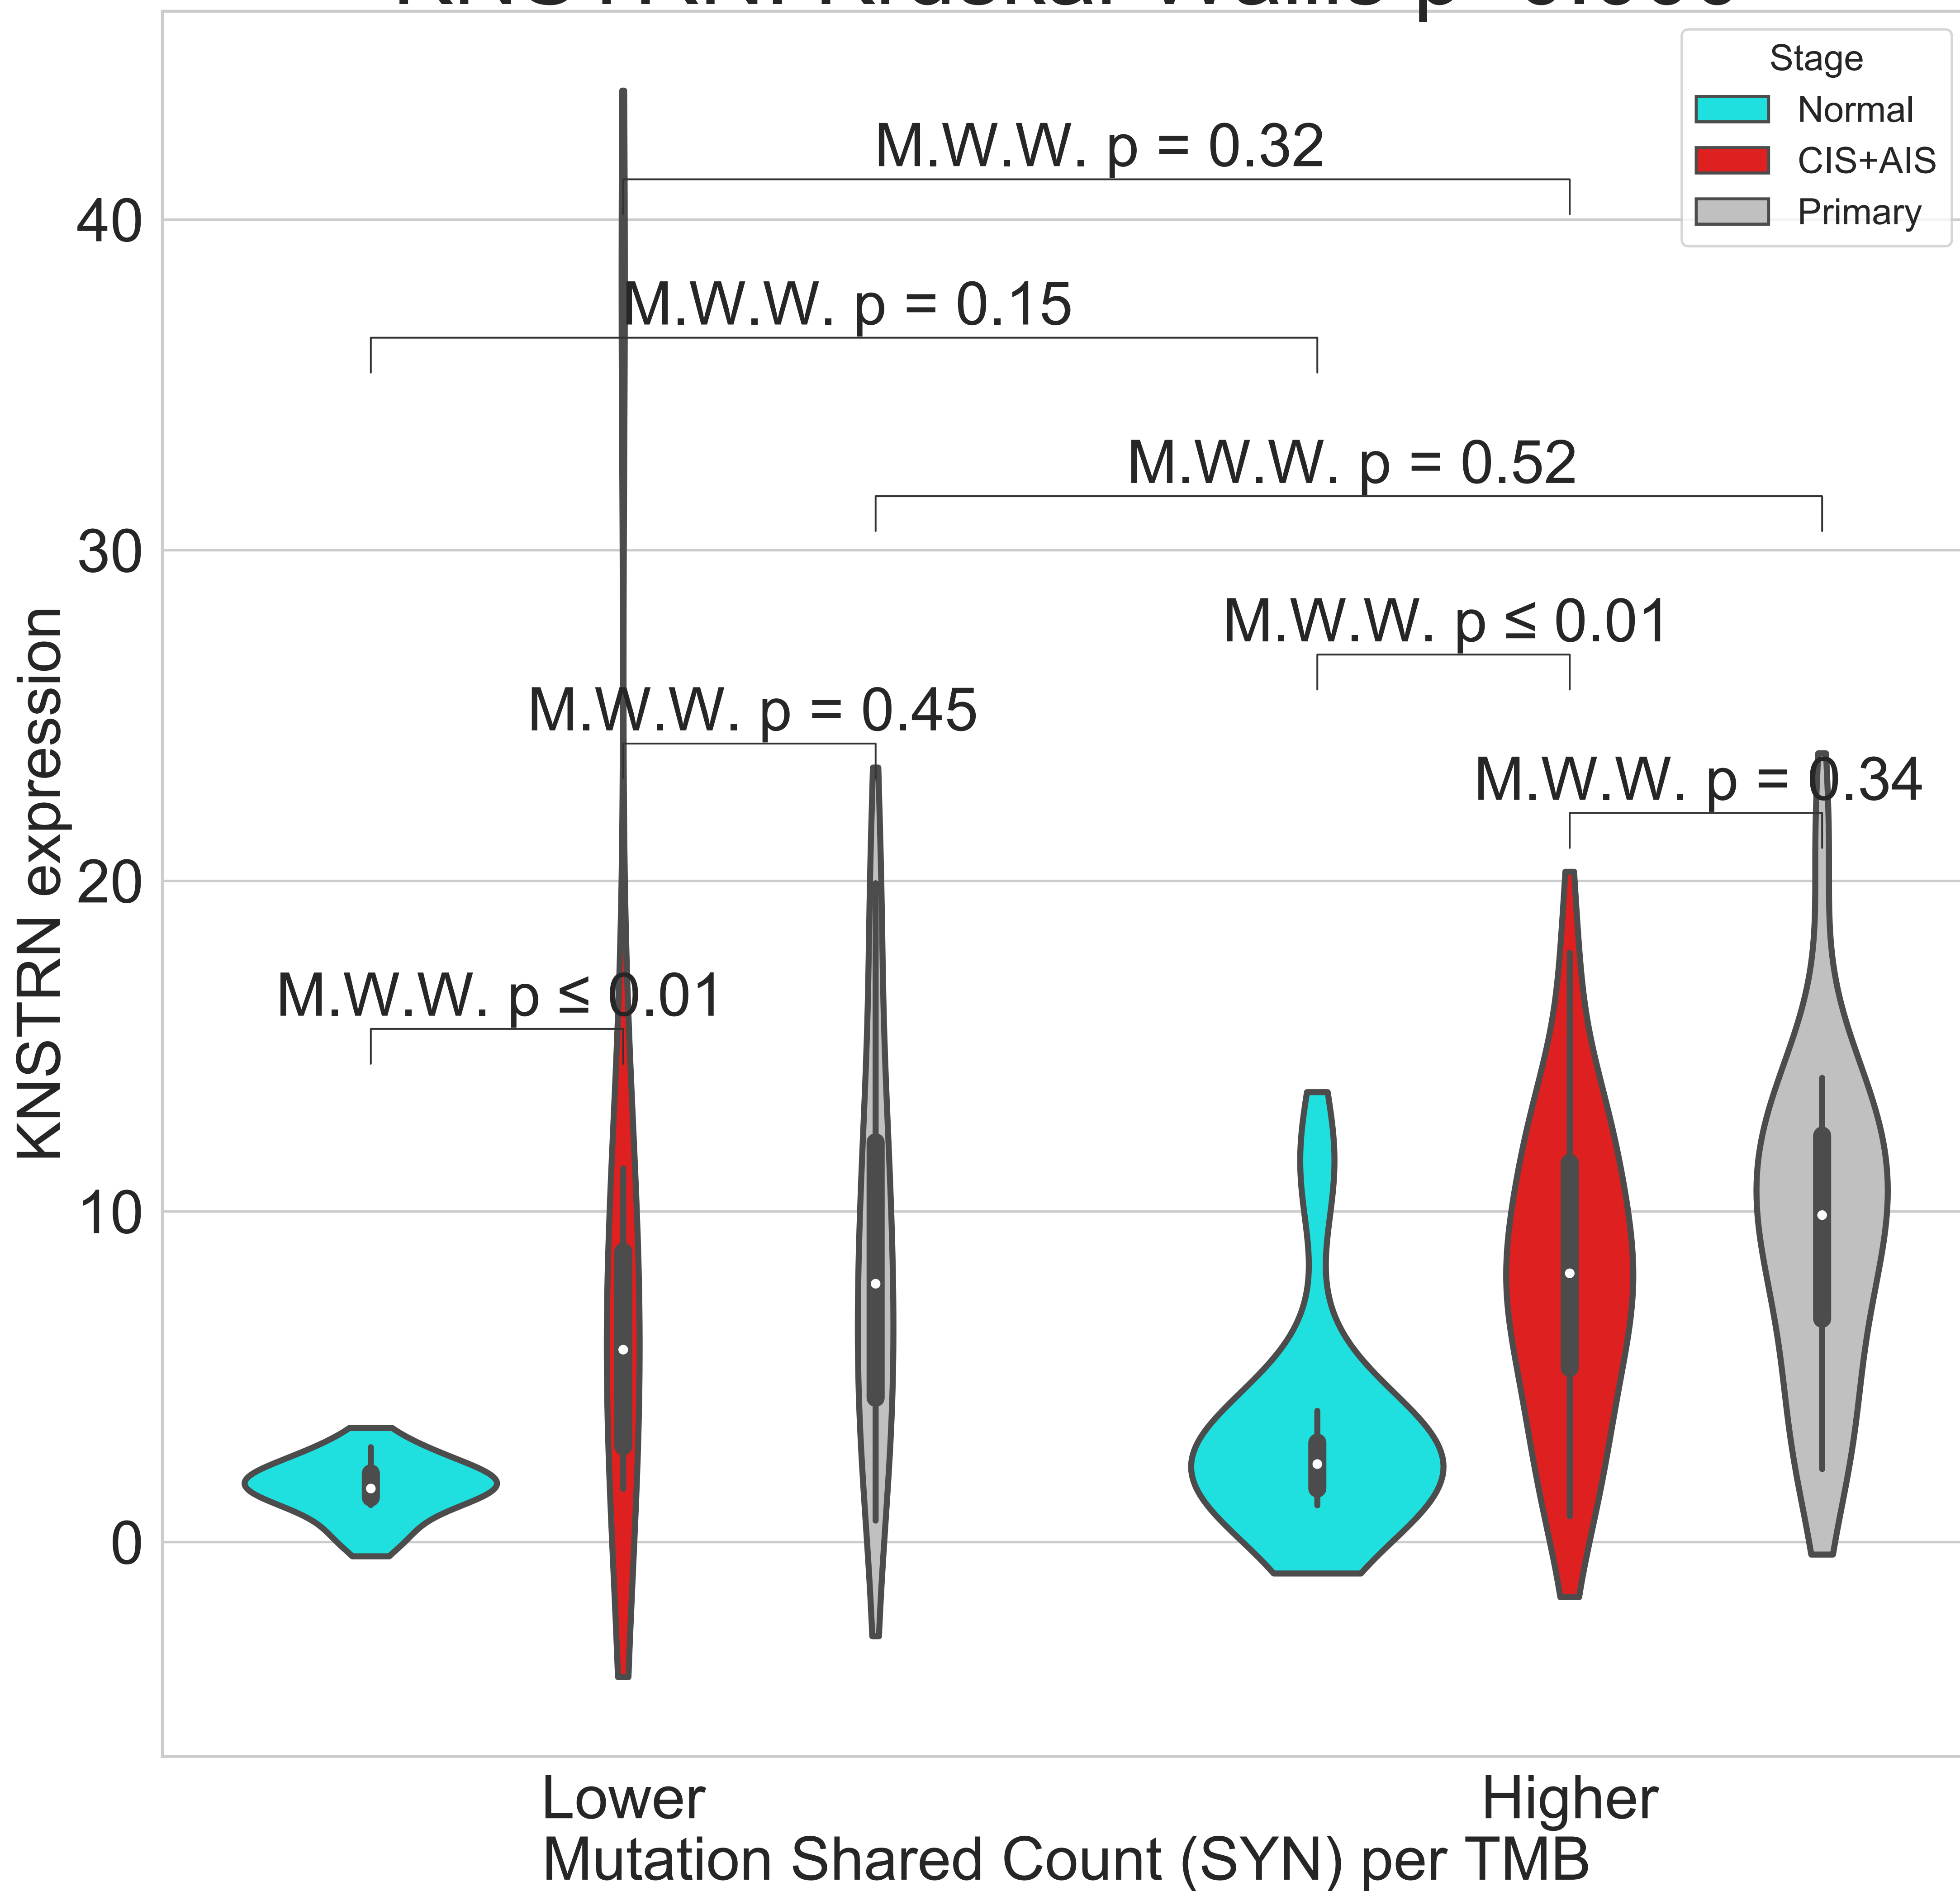 Stage
Normal
CIS+AIS
Primary
M.W.W. p = 0.32
M.W.W. p = 0.15
M.W.W. p = 0.52
M.W.W. p ≤ 0.01
M.W.W. p = 0.45
M.W.W. p = 0.34
M.W.W. p ≤ 0.01
40
30
20
10
0
KNSTRN expression
Lower
Higher
Mutation Shared Count (SYN) per TMB